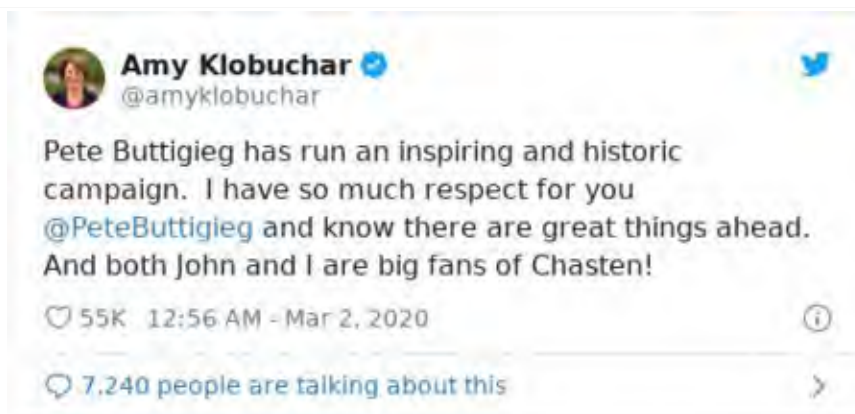 Amy Klobuchar
@amyklobuchar
Pete Buttigieg has run an inspiring and historic
campaign. I have so much respect for you
@PeteButtigieg and know there are great things ahead.
And both John and I are big fans of Chasten!
55K 12:56 AM - Mar 2, 2020
7,240 people are talking about this